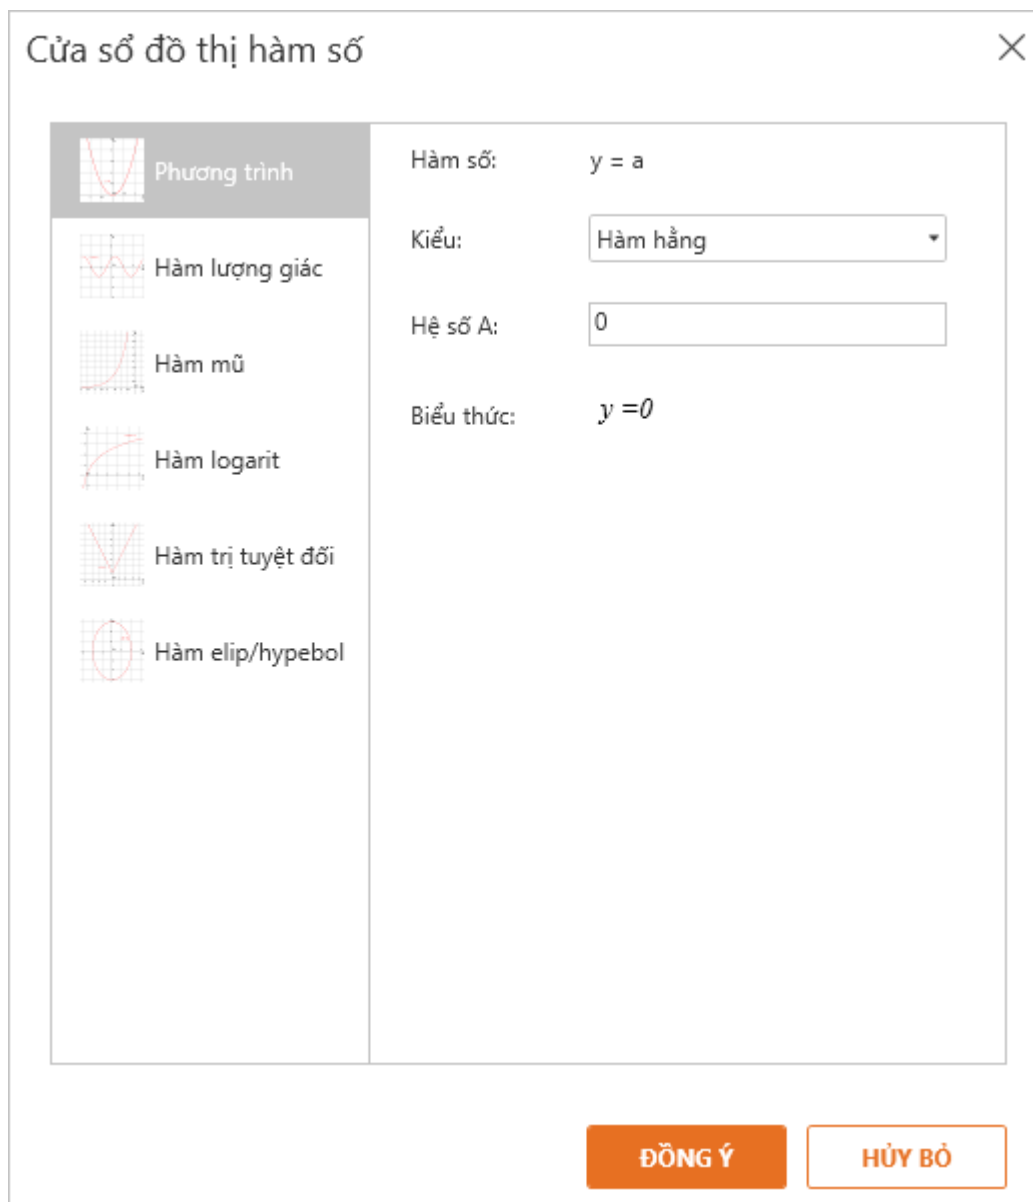 Cửa sổ đồ thị hàm số
Phương trình
Hàm lượng giác
Hàm mũ
Hàm logarit
Hàm trị tuyệt đối
Hàm elip/hypebol
Hàm số: y = a
Kiểu: Hàm hằng
Hệ số A: 0
Biểu thức: y =0
ĐỒNG Ý HỦY BỎ